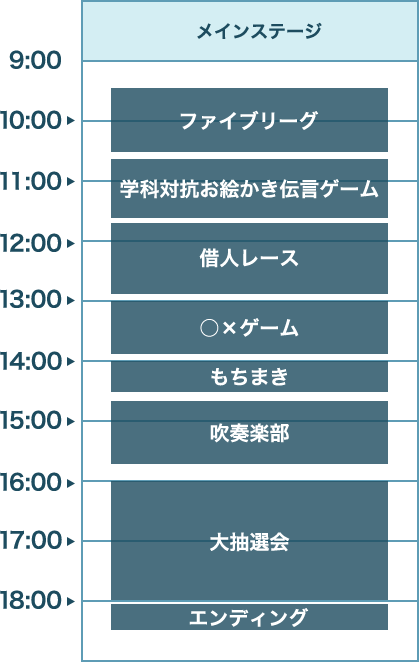 メインステージ
9:00
10:00
ファイブリーグ
11:00
学科対抗お絵かき伝言ゲーム
12:00
借人レース
13:00
○×ゲーム
14:00
もちまき
15:00
吹奏楽部
16:00
17:00
大抽選会
18:00
エンディング